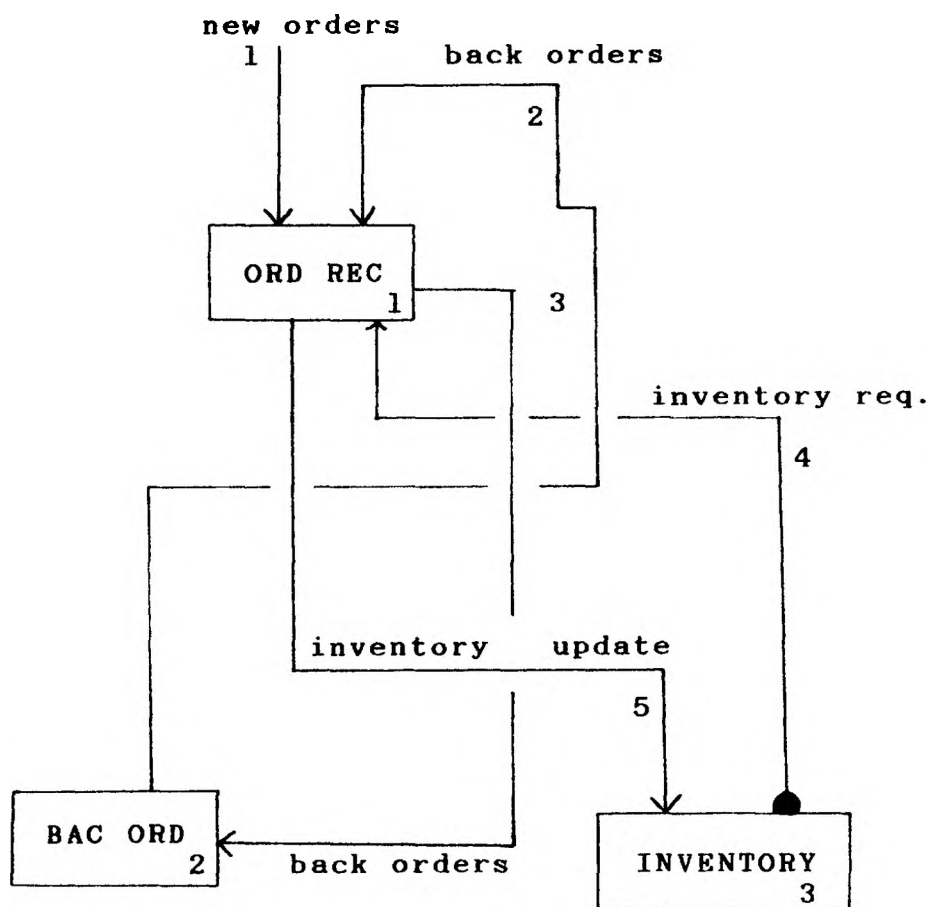 new orders
1
back orders
2
ORD REC
1
3
inventory req.
4
inventory update
5
BAC ORD
2
back orders
INVENTORY
3